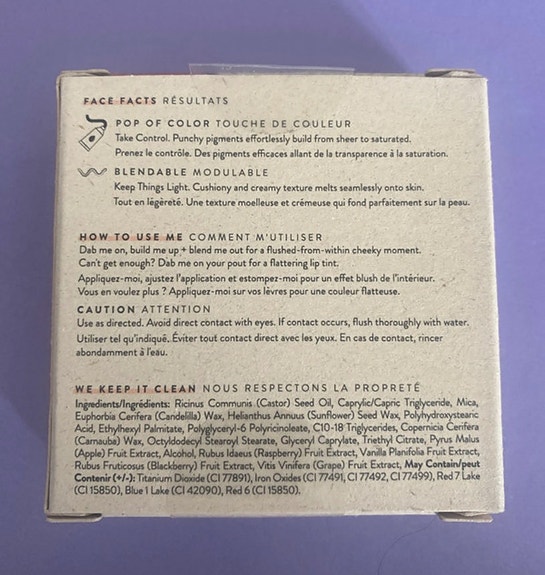 FACE FACTS RÉSULTATS
POP OF COLOR TOUCHE DE COULEUR
Take Control. Punchy pigments effortlessly build from sheer to saturated.
Prenez le contrôle. Des pigments efficaces allant de la transparence à la saturation.
BLENDABLE MODULABLE
Keep Things Light. Cushiony and creamy texture melts seamlessly onto skin.
Tout en légèreté. Une texture moelleuse et crémeuse qui fond parfaitement sur la peau.
HOW TO USE ME COMMENT M'UTILISER
Dab me on, build me up + blend me out for a flushed-from-within cheeky moment.
Can't get enough? Dab me on your pout for a flattering lip tint.
Appliquez-moi, ajustez l'application et estompez-moi pour un effet blush de l'intérieur.
Vous en voulez plus ? Appliquez-moi sur vos lèvres pour une couleur flatteuse.
CAUTION ATTENTION
Use as directed. Avoid direct contact with eyes. If contact occurs, flush thoroughly with water.
Utiliser tel qu'indiqué. Éviter tout contact direct avec les yeux. En cas de contact, rincer
abondamment à l'eau.
WE KEEP IT CLEAN NOUS RESPECTONS LA PROPRETÉ
Ingredients/Ingrédients: Ricinus Communis (Castor) Seed Oil, Caprylic/Capric Triglyceride, Mica,
Euphorbia Cerifera (Candelilla) Wax, Helianthus Annuus (Sunflower) Seed Wax, Polyhydroxystearic
Acid, Ethylhexyl Palmitate, Polyglyceryl-6 Polyricinoleate, C10-18 Triglycerides, Copernicia Cerifera
(Carnauba) Wax, Octyldodecyl Stearoyl Stearate, Glyceryl Caprylate, Triethyl Citrate, Pyrus Malus
(Apple) Fruit Extract, Alcohol, Rubus Idaeus (Raspberry) Fruit Extract, Vanilla Planifolia Fruit Extract,
Rubus Fruticosus (Blackberry) Fruit Extract, Vitis Vinifera (Grape) Fruit Extract, May Contain/peut
Contenir (+/-): Titanium Dioxide (CI 77891), Iron Oxides (CI 77491, CI 77492, CI 77499), Red 7 Lake
(CI 15850), Blue 1 Lake (CI 42090), Red 6 (CI 15850).